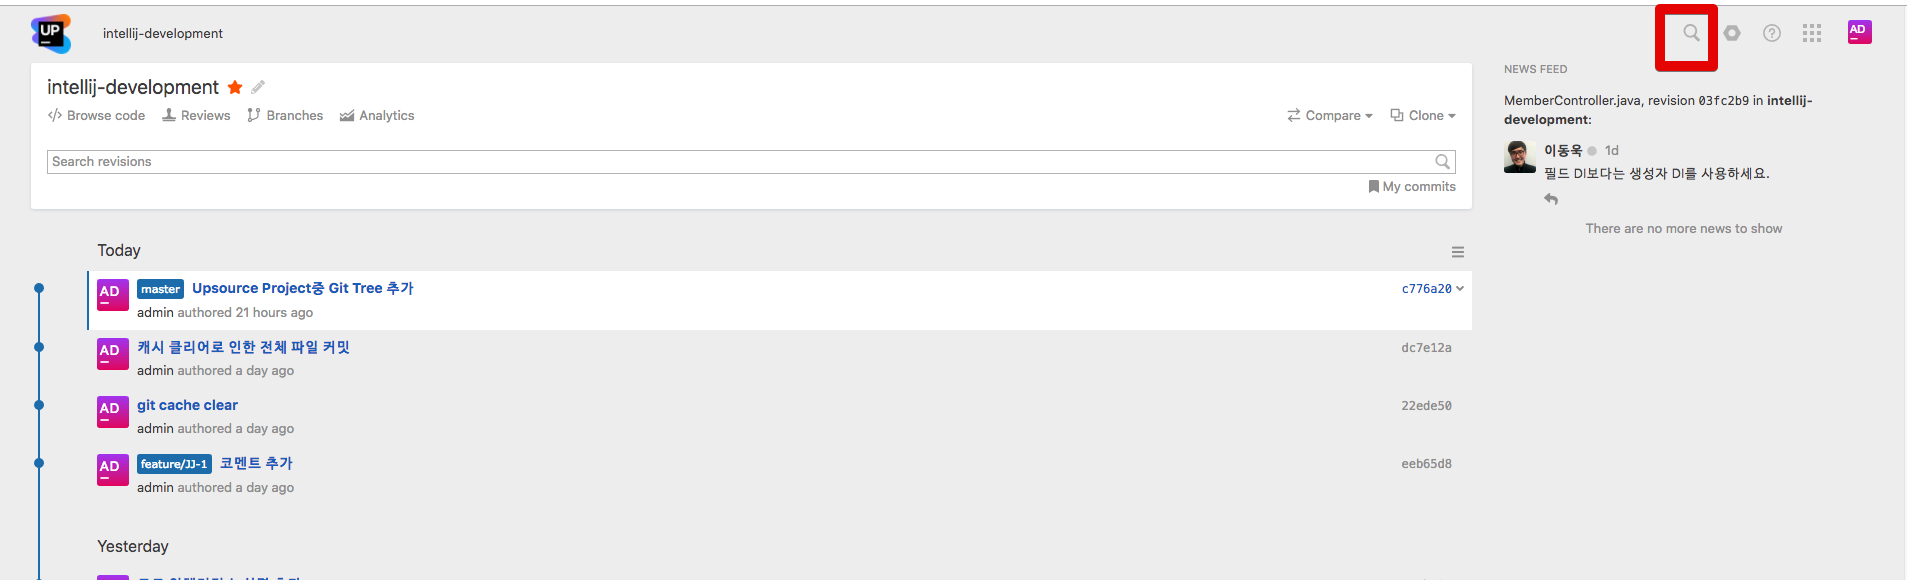 UP
intellij-development
AD
intellij-development
Browse code
Reviews
Branches
Analytics
Compare
Clone
Search revisions
My commits
NEWS FEED
MemberController.java, revision 03fc2b9 in intellij-
development:
이동욱 1d
필드 DI보다는 생성자 DI를 사용하세요.
There are no more news to show
Today
AD
master Upsource Project중 Git Tree 추가
c776a20
admin authored 21 hours ago
AD
캐시 클리어로 인한 전체 파일 커밋
dc7e12a
admin authored a day ago
AD
git cache clear
22ede50
admin authored a day ago
AD
feature/JJ-1 코멘트 추가
eeb65d8
admin authored a day ago
Yesterday